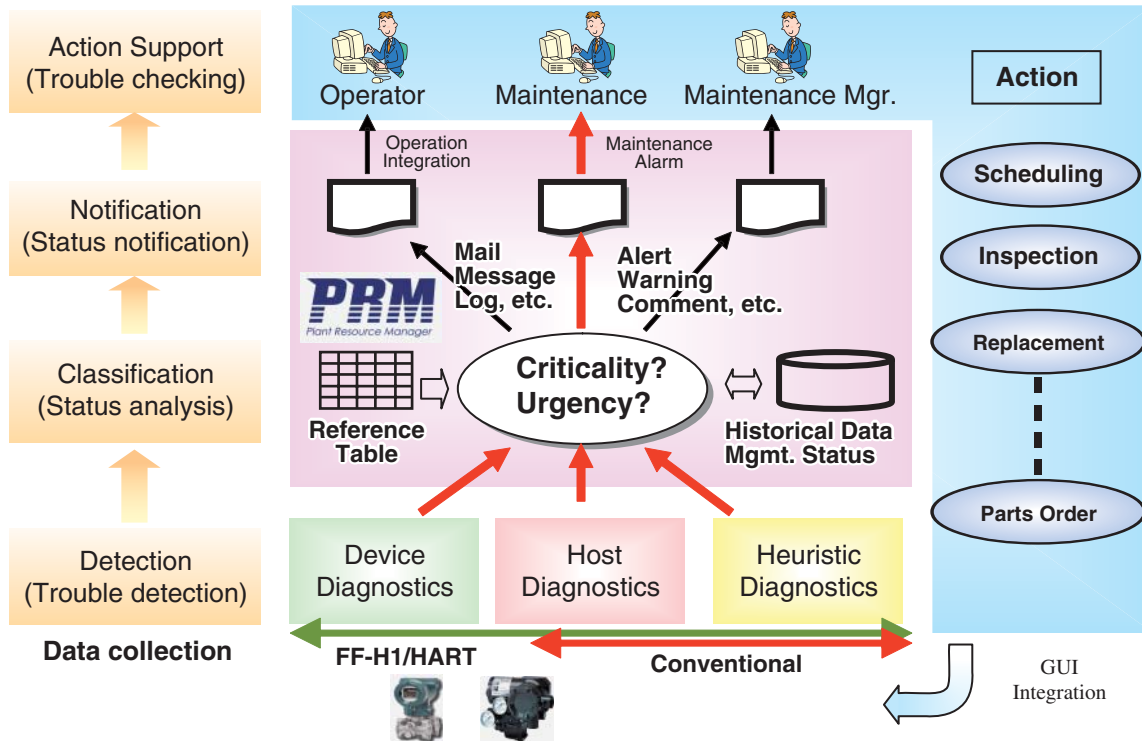 Action Support
(Trouble checking)
Notification
(Status notification)
Classification
(Status analysis)
Detection
(Trouble detection)
Data collection
Operator
Maintenance
Maintenance Mgr.
Operation
Integration
Maintenance
Alarm
Mail
Message
Log, etc.
Alert
Warning
Comment, etc.
PRM
Plant Resource Manager
Criticality?
Urgency?
Reference
Table
Historical Data
Mgmt. Status
Device
Diagnostics
Host
Diagnostics
Heuristic
Diagnostics
FF-H1/HART
Conventional
Action
Scheduling
Inspection
Replacement
Parts Order
GUI
Integration